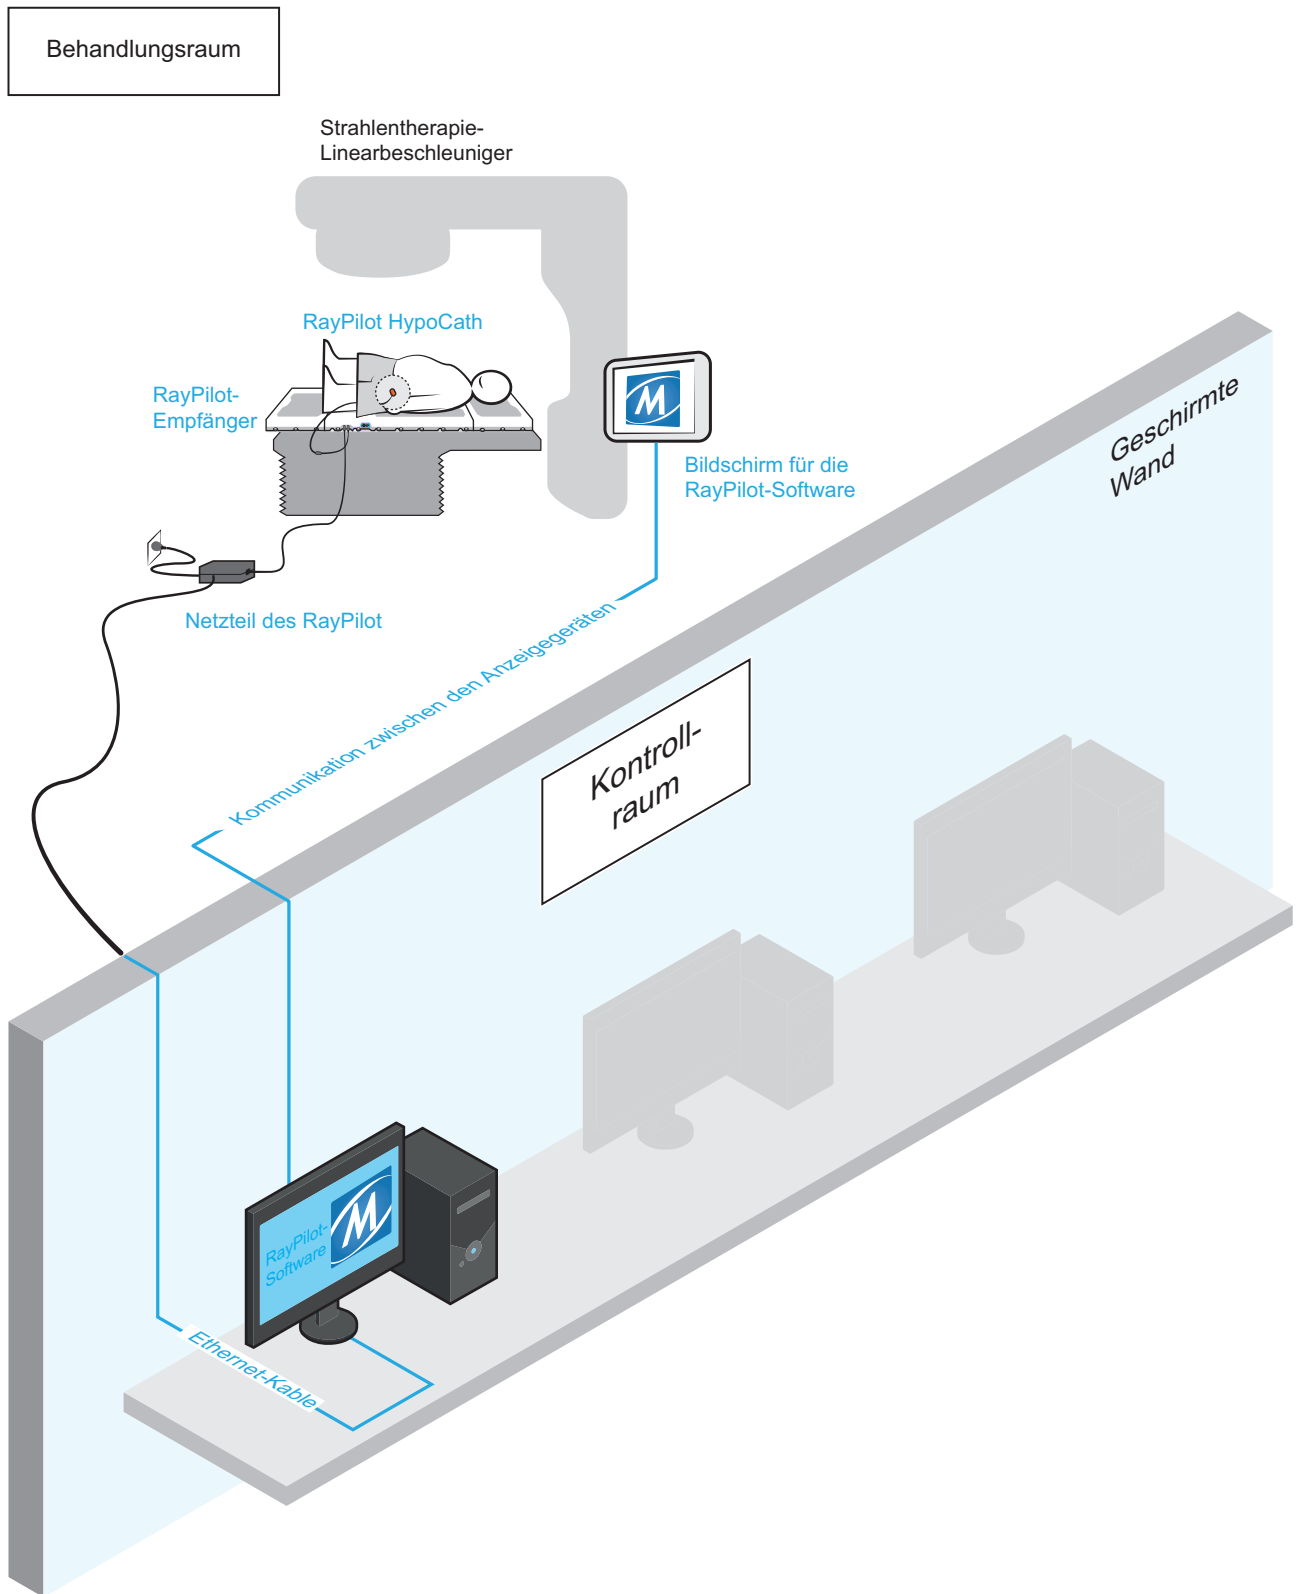 Behandlungsraum
Strahlentherapie-
Linearbeschleuniger
RayPilot HypoCath
RayPilot-
Empfänger
M
Bildschirm für die
RayPilot-Software
Geschirmte
Wand
Netzteil des RayPilot
Kommunikation zwischen den Anzeigegeräten
Kontroll-
raum
RayPilot-
Software
M
Ethernet-Kable